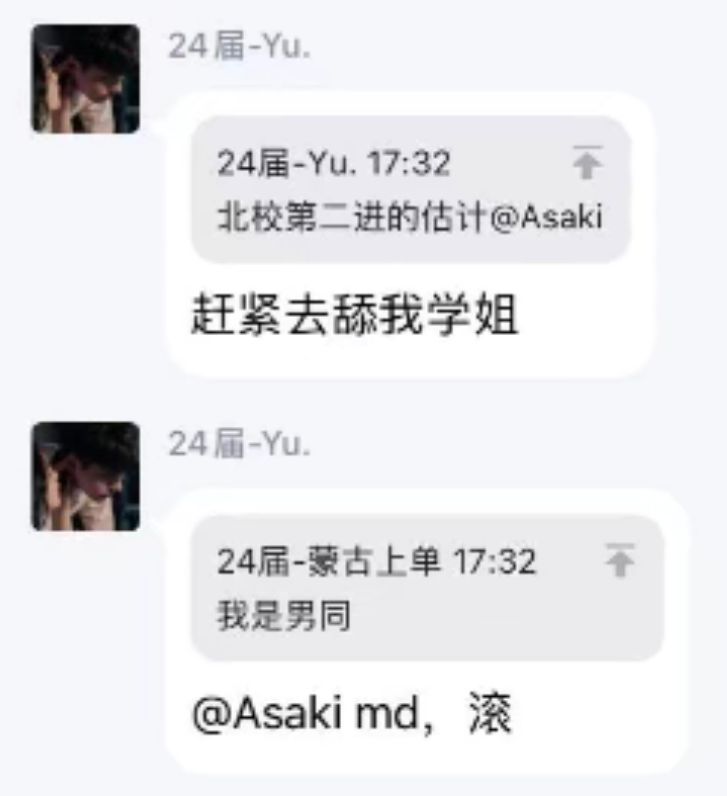 24届-Yu.
24届-Yu. 17:32
北校第二进的估计@Asaki
赶紧去舔我学姐
24届-Yu.
24届-蒙古上单 17:32
我是男同
@Asaki md，滚